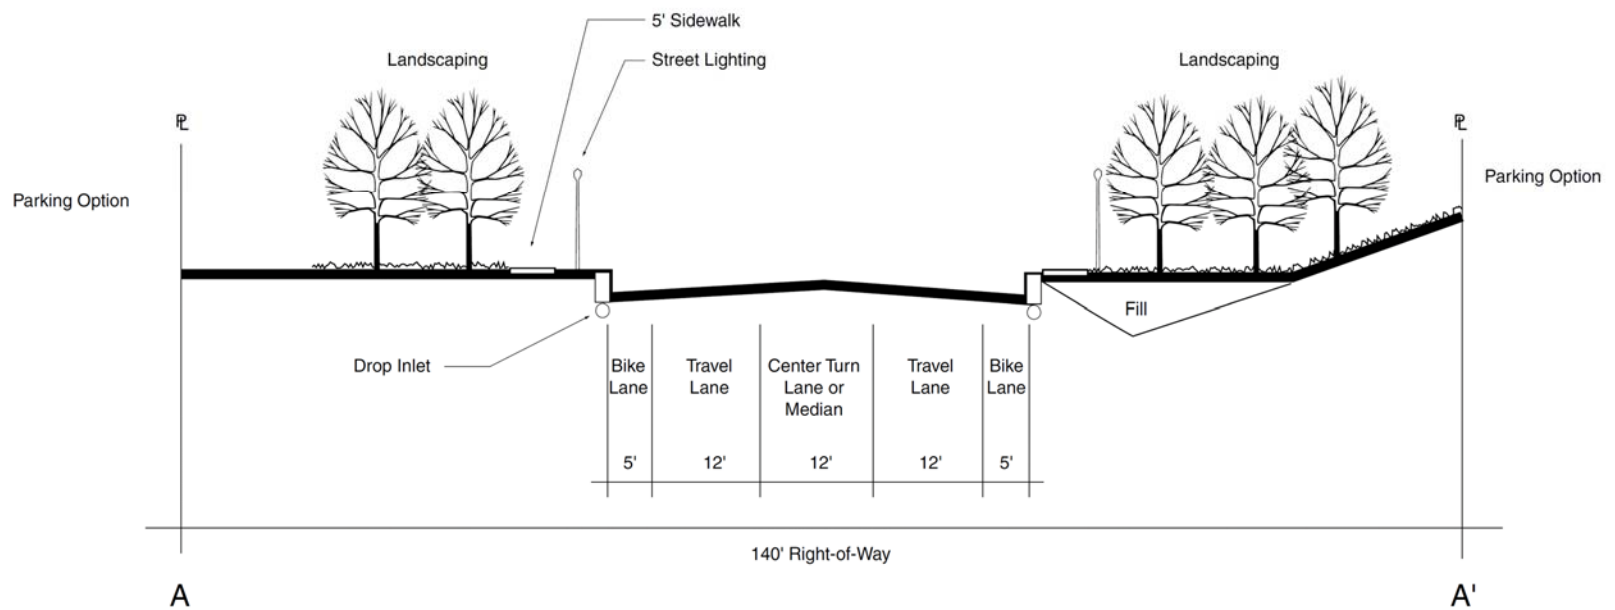 5' Sidewalk
Landscaping
Street Lighting
Landscaping
PL
PL
Parking Option
Parking Option
Fill
Drop Inlet
Bike
Lane
Travel
Lane
Center Turn
Lane or
Median
Travel
Lane
Bike
Lane
5'
12'
12'
12'
5'
140' Right-of-Way
A
A'